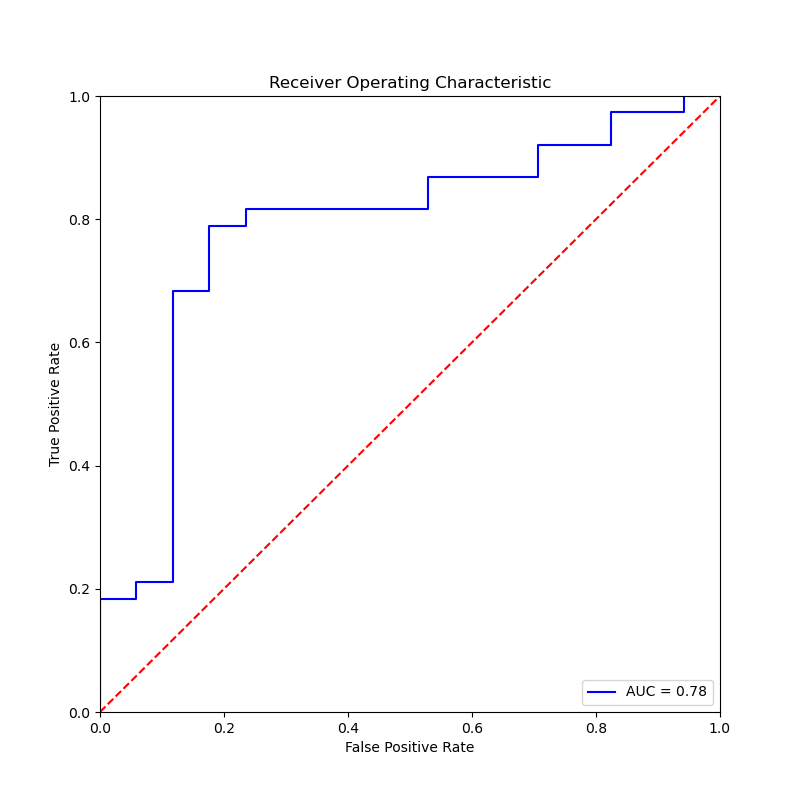 Receiver Operating Characteristic
1.0
0.8
0.6
0.4
0.2
0.0
True Positive Rate
AUC = 0.78
0.0 0.2 0.4 0.6 0.8 1.0
False Positive Rate